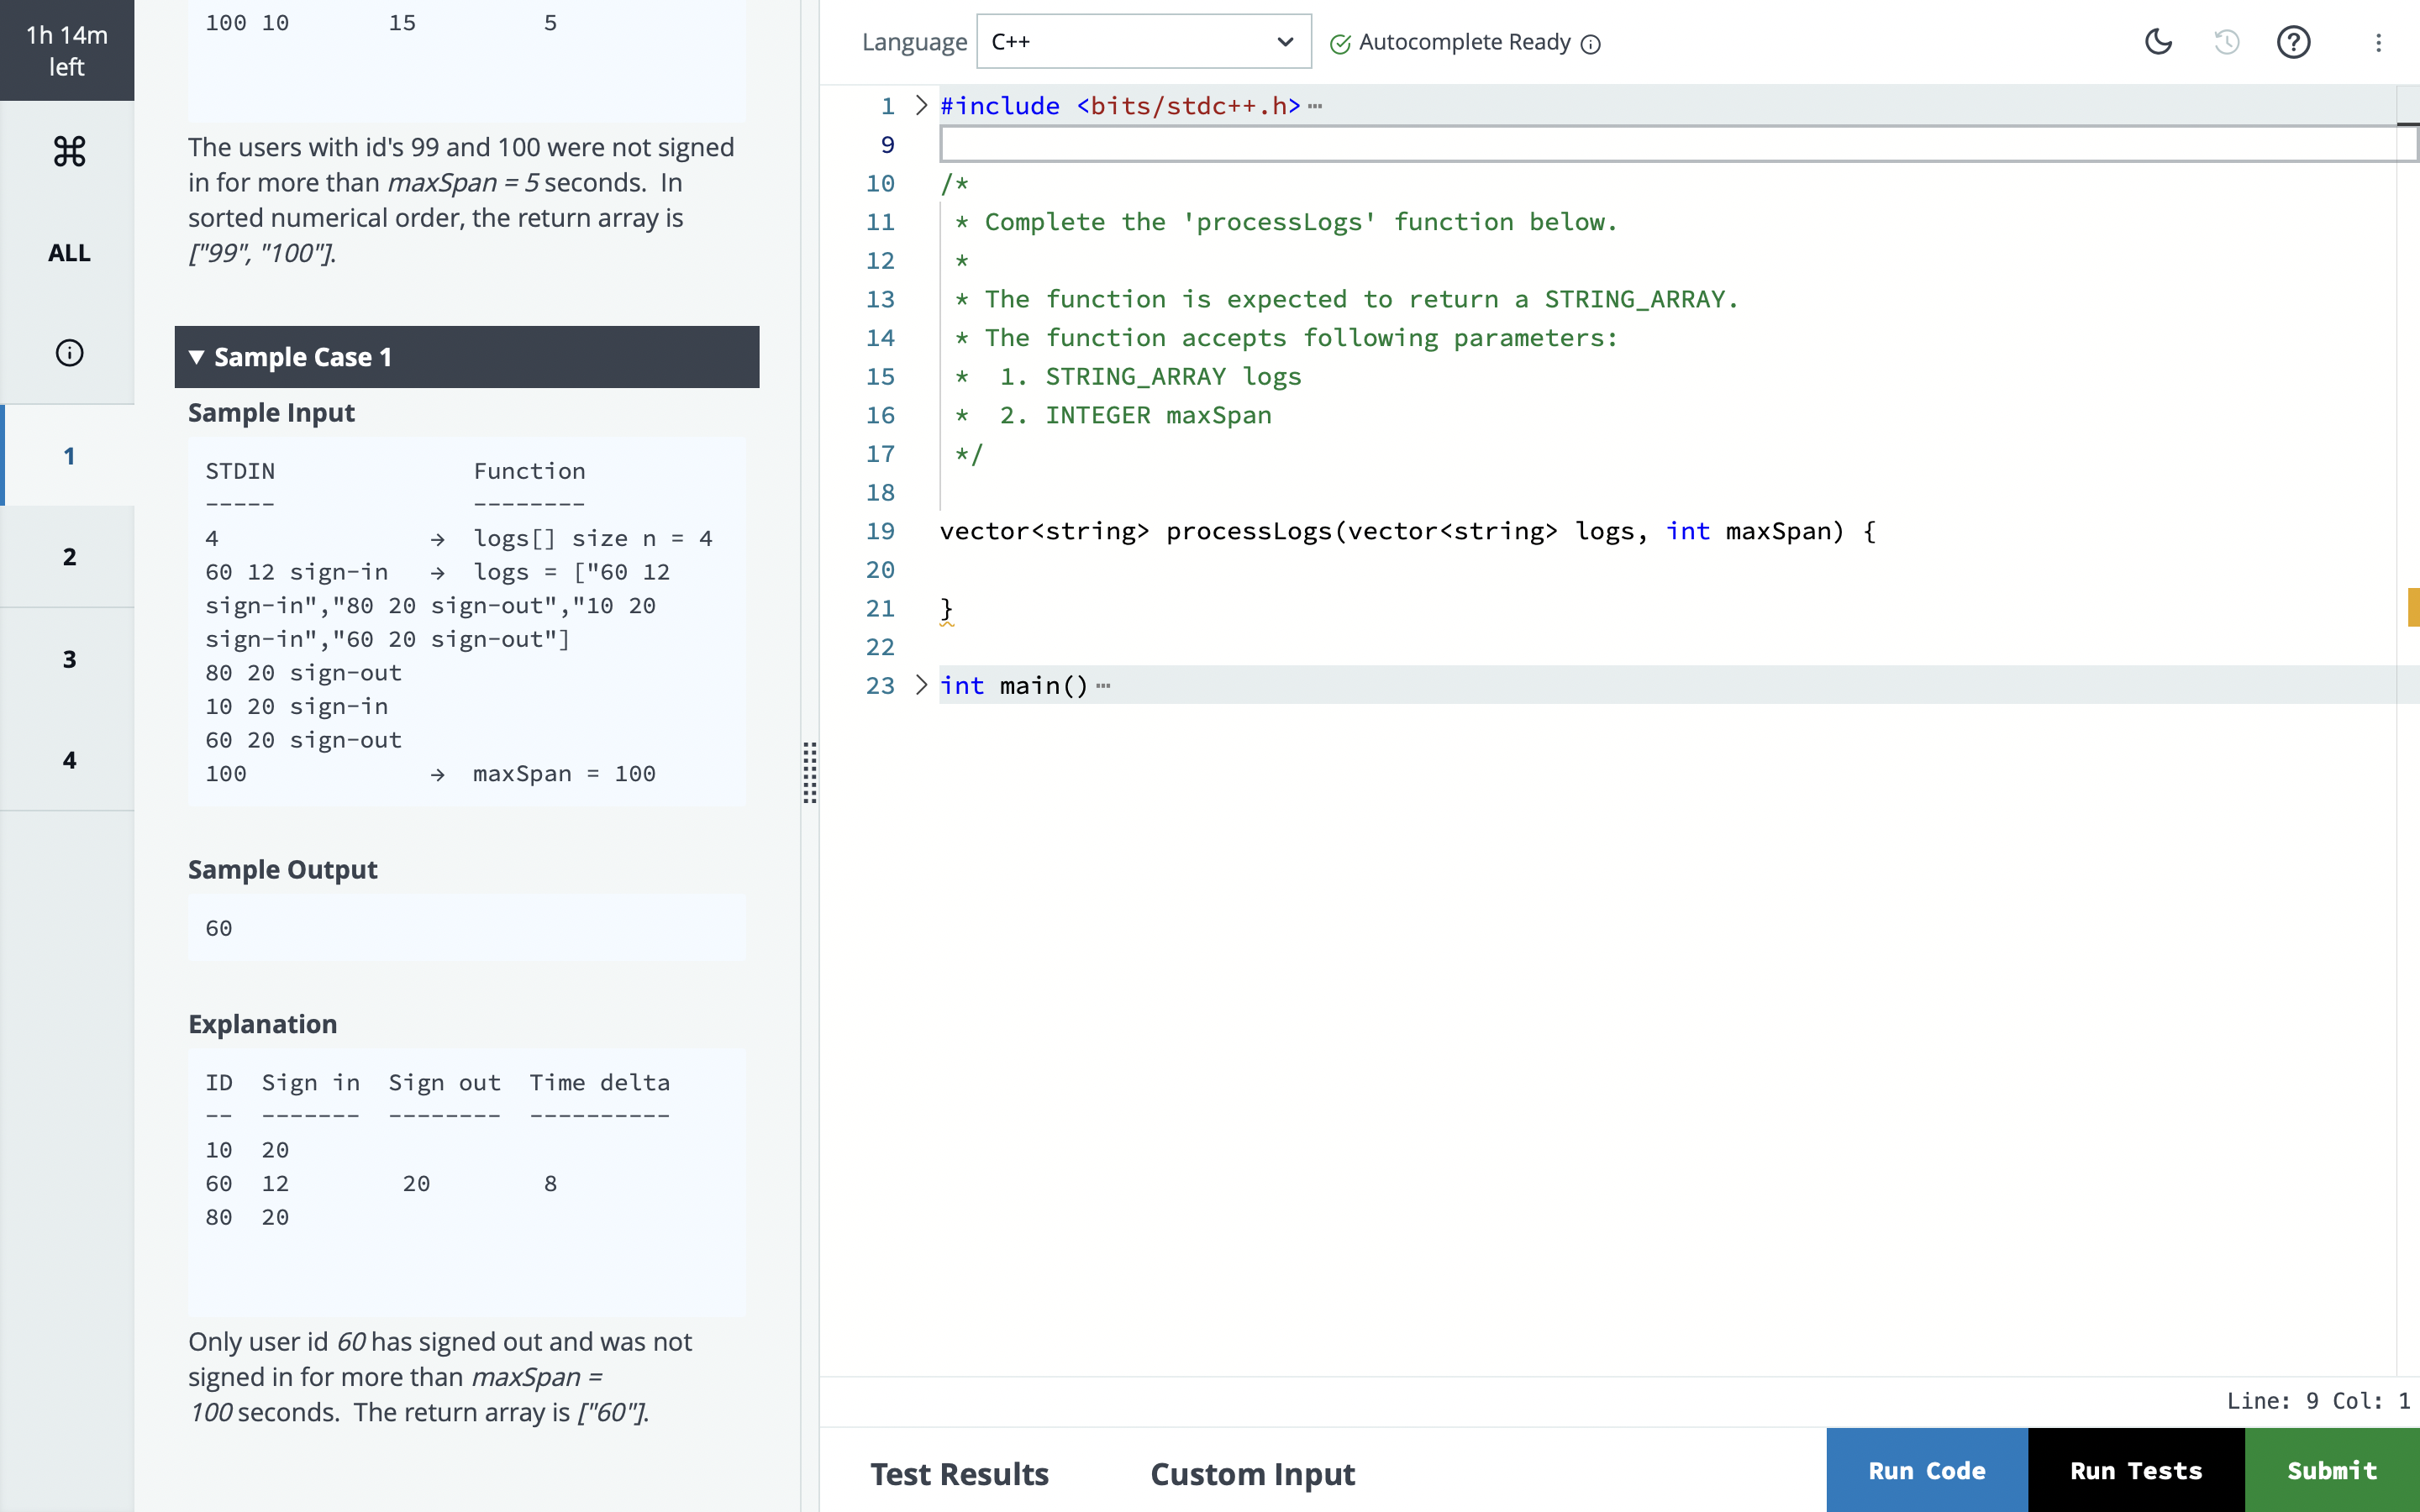 1h 14m
left
ALL
1
2
3
4
100 10 15 5
The users with id's 99 and 100 were not signed
in for more than maxSpan = 5 seconds. In
sorted numerical order, the return array is
["99", "100"].
▼ Sample Case 1
Sample Input
STDIN Function
----- --------
4 → logs[] size n = 4
60 12 sign-in → logs = ["60 12
sign-in","80 20 sign-out","10 20
sign-in","60 20 sign-out"]
80 20 sign-out
10 20 sign-in
60 20 sign-out
100 → maxSpan = 100
Sample Output
60
Explanation
ID Sign in Sign out Time delta
-- ------- -------- ----------
10 20
60 12 20 8
80 20
Only user id 60 has signed out and was not
signed in for more than maxSpan =
100 seconds. The return array is ["60"].
Language C++ Autocomplete Ready
1 > #include <bits/stdc++.h> ⋯
9
10 /*
11 * Complete the 'processLogs' function below.
12 *
13 * The function is expected to return a STRING_ARRAY.
14 * The function accepts following parameters:
15 * 1. STRING_ARRAY logs
16 * 2. INTEGER maxSpan
17 */
18
19 vector<string> processLogs(vector<string> logs, int maxSpan) {
20
21 }
22
23 > int main() ⋯
Line: 9 Col: 1
Test Results Custom Input Run Code Run Tests Submit